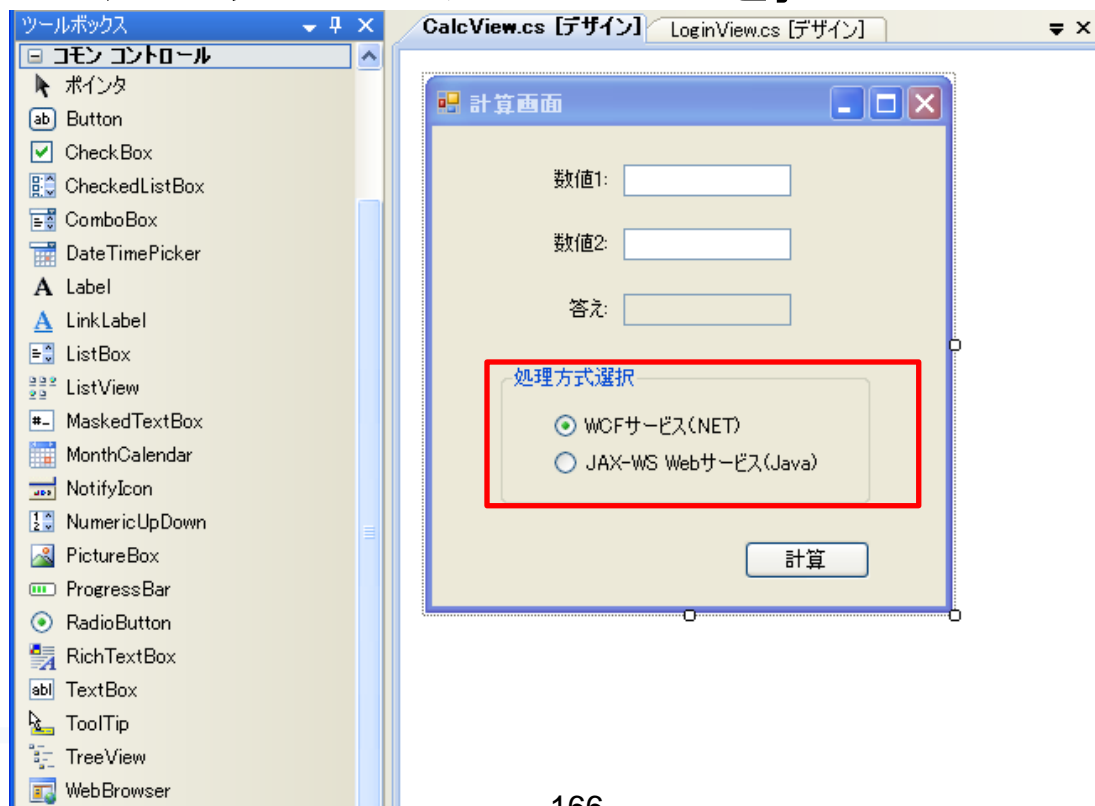 ツールボックス
コモン コントロール
ポインタ
Button
CheckBox
CheckedListBox
ComboBox
DateTimePicker
Label
LinkLabel
ListBox
ListView
MaskedTextBox
MonthCalendar
NotifyIcon
NumericUpDown
PictureBox
ProgressBar
RadioButton
RichTextBox
TextBox
ToolTip
TreeView
WebBrowser
CalcView.cs [デザイン] LoginView.cs [デザイン]
計算画面
数値1:
数値2:
答え:
処理方式選択
WCFサービス(.NET)
JAX-WS Webサービス(Java)
計算
166